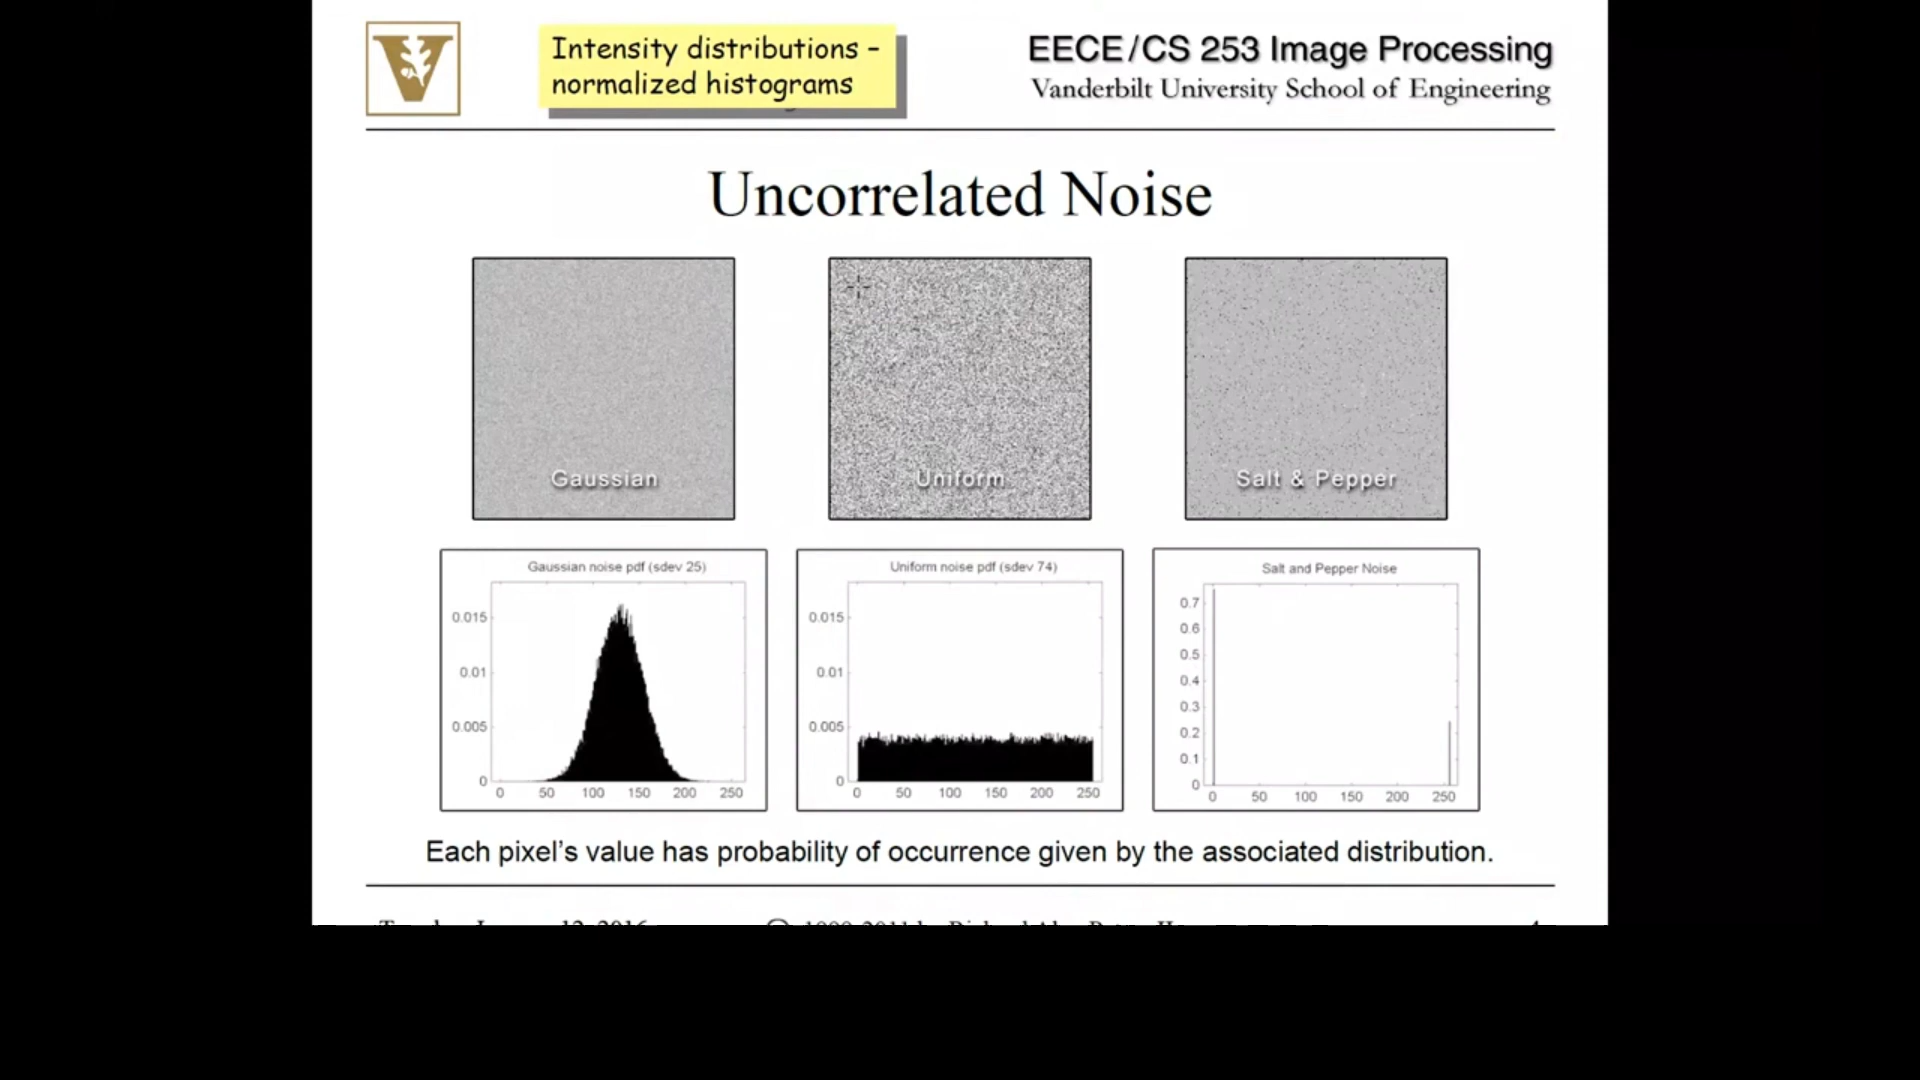 Intensity distributions –
normalized histograms
EECE/CS 253 Image Processing
Vanderbilt University School of Engineering
Uncorrelated Noise
Gaussian
Uniform
Salt & Pepper
Gaussian noise pdf (sdev 25)
0.015
0.01
0.005
0
0 50 100 150 200 250
Uniform noise pdf (sdev 74)
0.015
0.01
0.005
0
0 50 100 150 200 250
Salt and Pepper Noise
0.7
0.6
0.5
0.4
0.3
0.2
0.1
0
0 50 100 150 200 250
Each pixel's value has probability of occurrence given by the associated distribution.